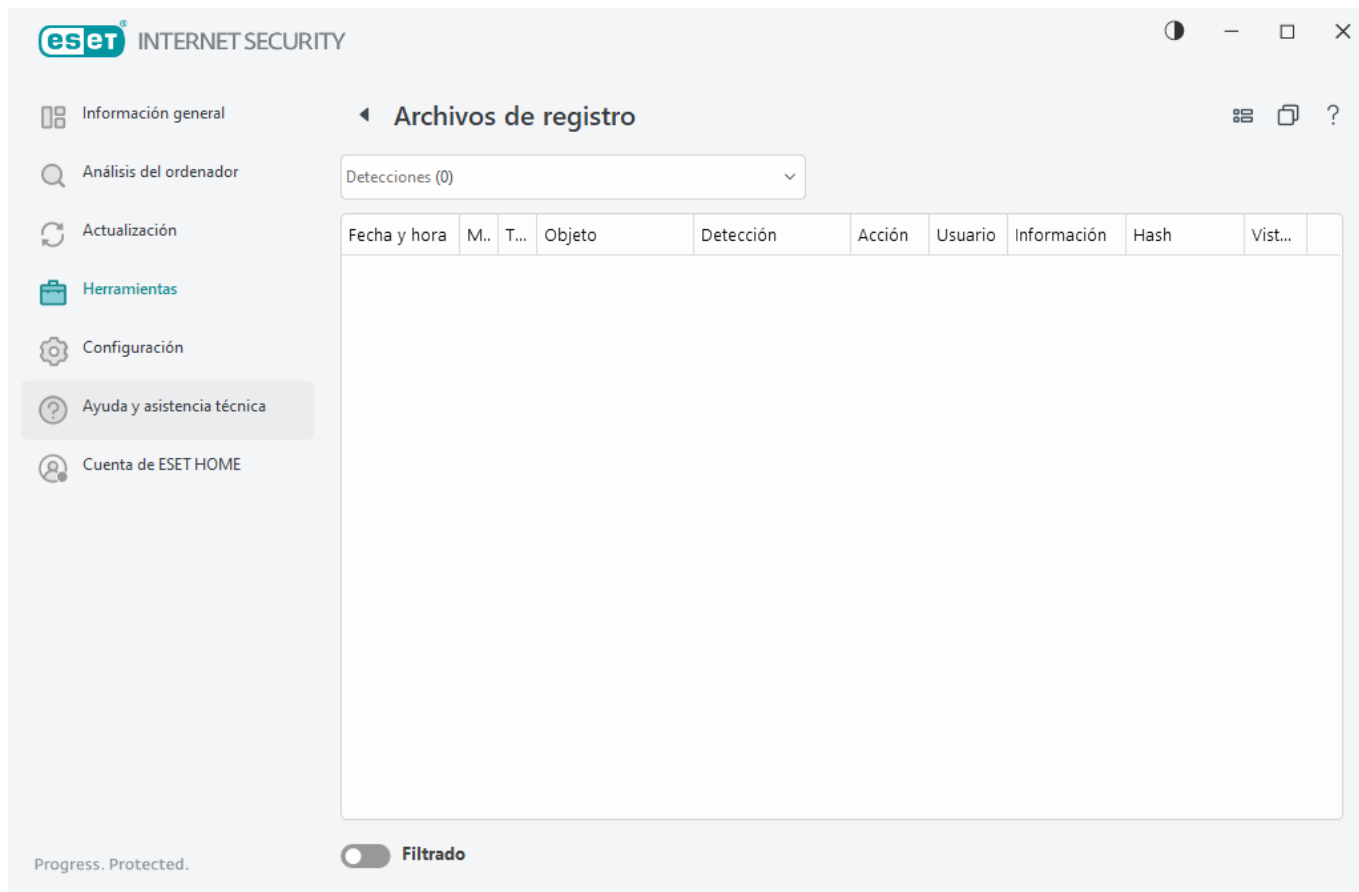 eset® INTERNET SECURITY
Información general
Análisis del ordenador
Actualización
Herramientas
Configuración
Ayuda y asistencia técnica
Cuenta de ESET HOME
Progress. Protected.
Archivos de registro
?
Detecciones (0)
Fecha y hora M.. T... Objeto Detección Acción Usuario Información Hash Vist...
Filtrado